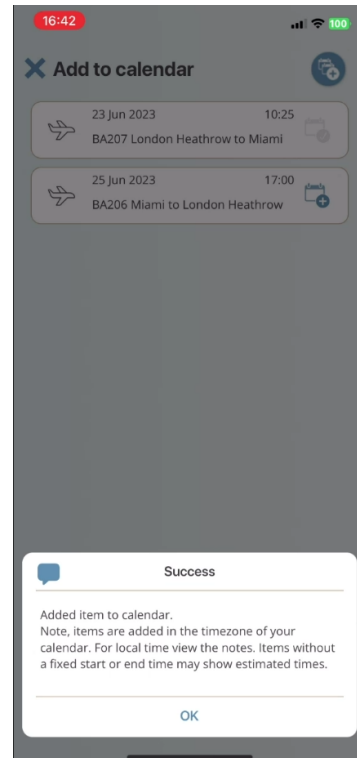 16:42
100
Add to calendar
23 Jun 2023 10:25
BA207 London Heathrow to Miami
25 Jun 2023 17:00
BA206 Miami to London Heathrow
Success
Added item to calendar.
Note, items are added in the timezone of your
calendar. For local time view the notes. Items without
a fixed start or end time may show estimated times.
OK